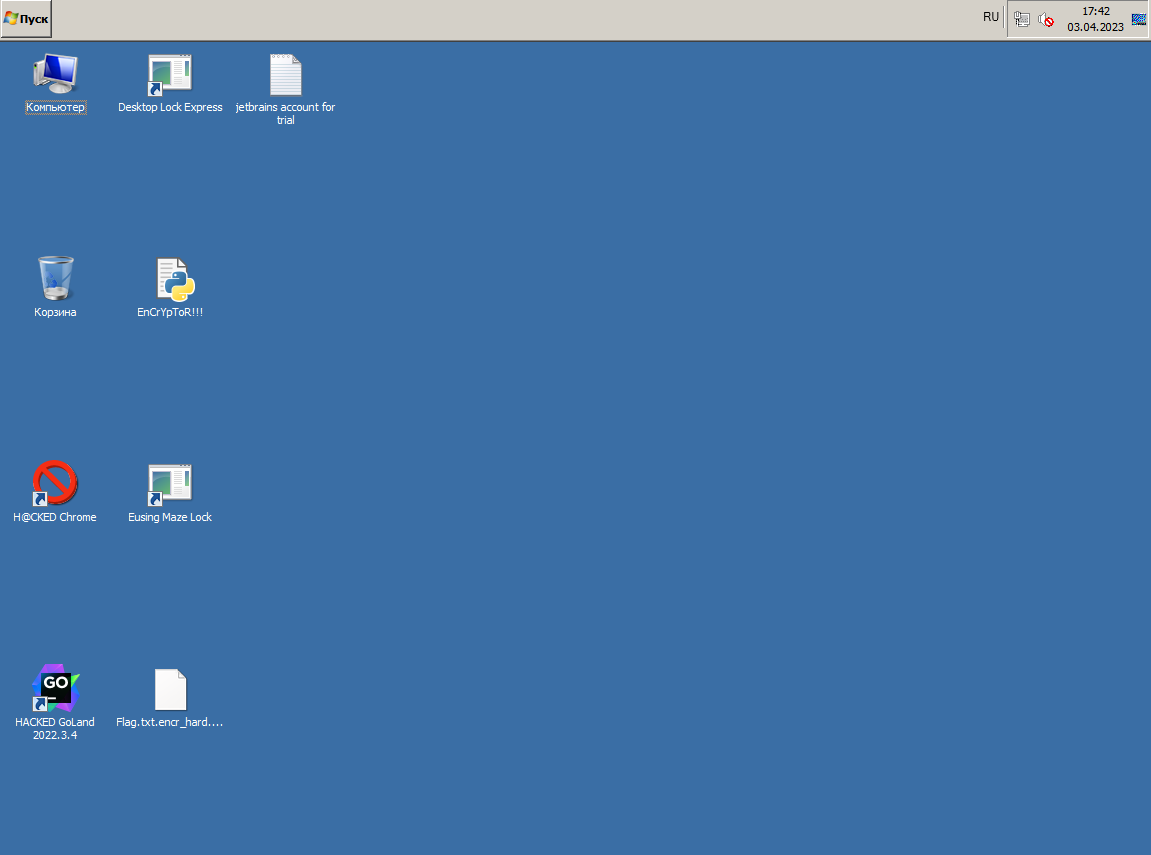 Пуск
RU
17:42
03.04.2023
Компьютер
Desktop Lock Express
jetbrains account for
trial
Корзина
EnCrYpToR!!!
H@CKED Chrome
Eusing Maze Lock
GO
HACKED GoLand
2022.3.4
Flag.txt.encr_hard....